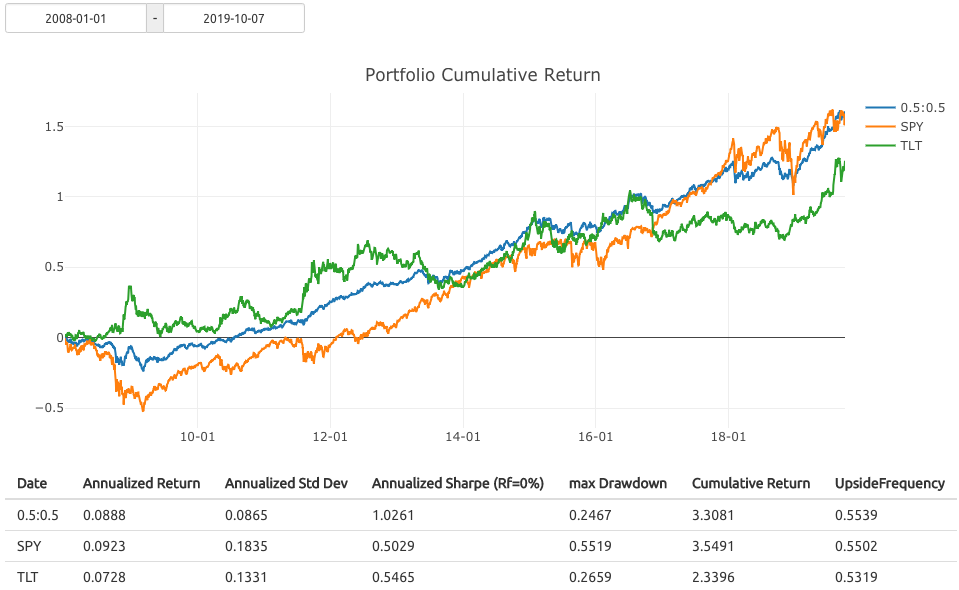 2008-01-01 - 2019-10-07
Portfolio Cumulative Return
0.5:0.5
SPY
TLT
1.5
1
0.5
0
−0.5
10-01 12-01 14-01 16-01 18-01
Date Annualized Return Annualized Std Dev Annualized Sharpe (Rf=0%) max Drawdown Cumulative Return UpsideFrequency
0.5:0.5 0.0888 0.0865 1.0261 0.2467 3.3081 0.5539
SPY 0.0923 0.1835 0.5029 0.5519 3.5491 0.5502
TLT 0.0728 0.1331 0.5465 0.2659 2.3396 0.5319